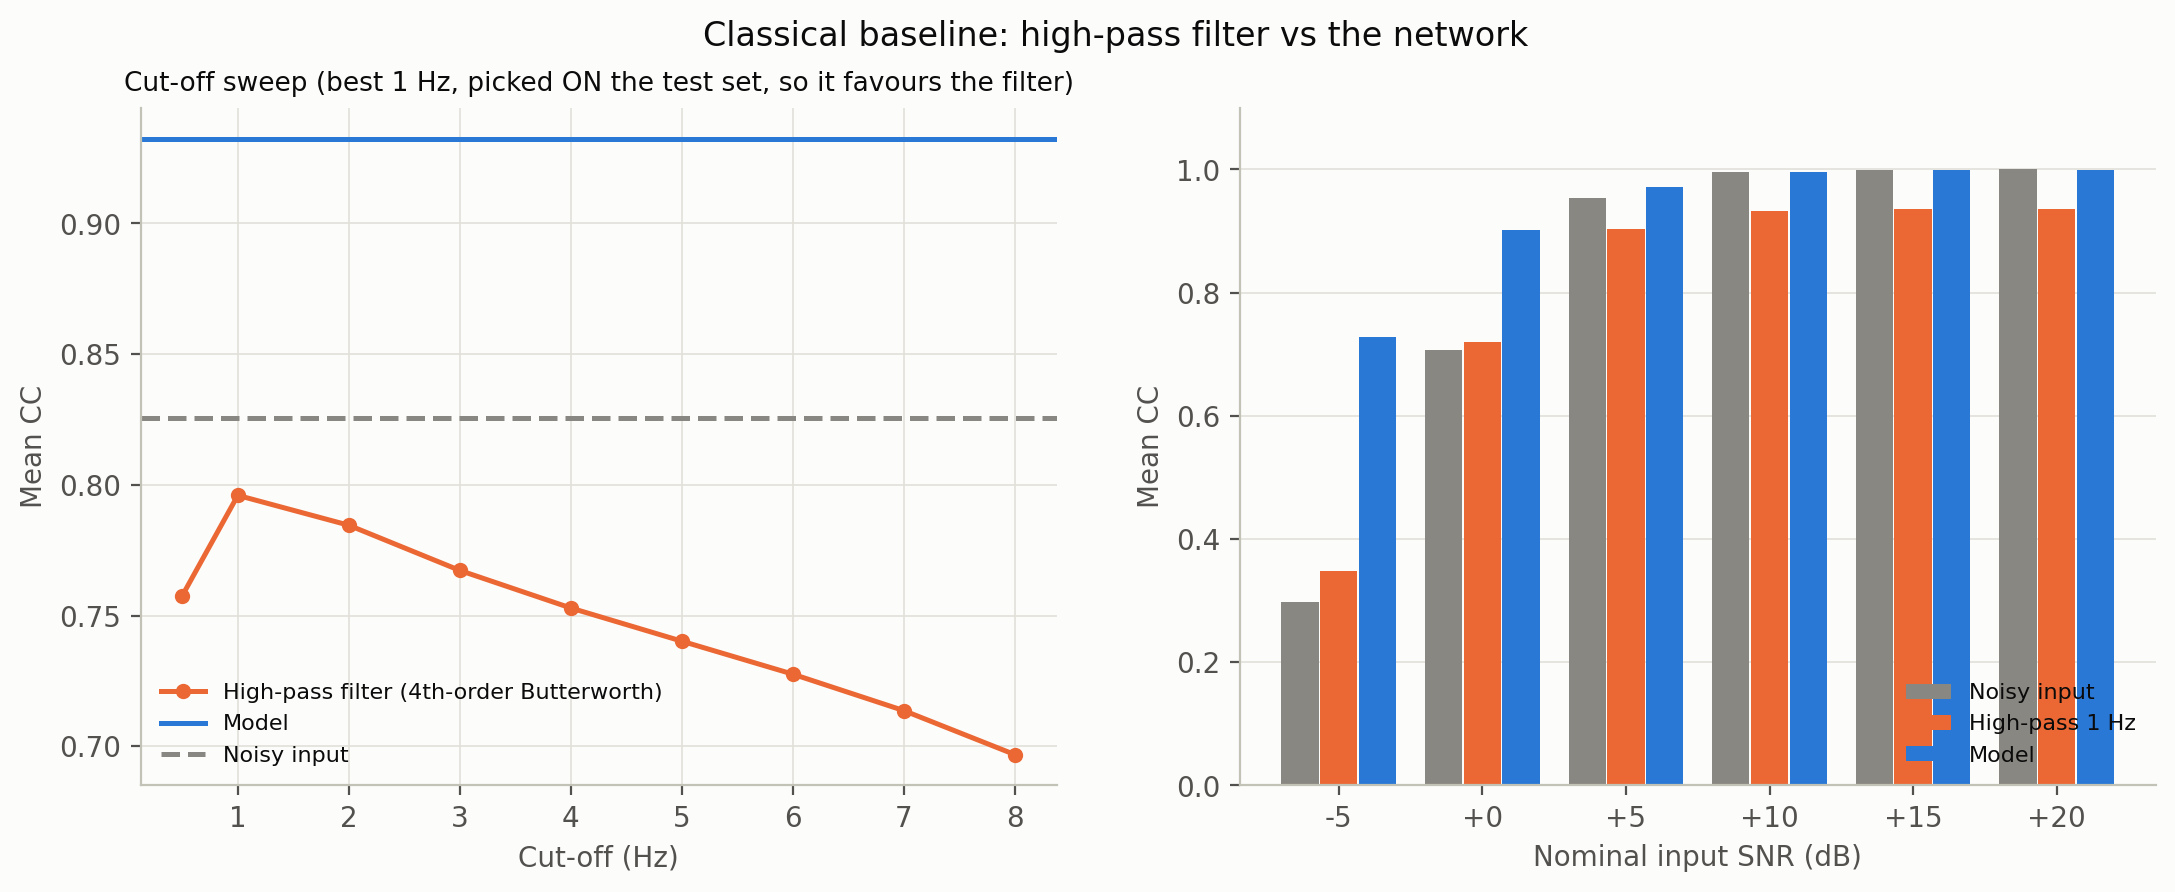 Classical baseline: high-pass filter vs the network
Cut-off sweep (best 1 Hz, picked ON the test set, so it favours the filter)
Mean CC
0.90
0.85
0.80
0.75
0.70
High-pass filter (4th-order Butterworth)
Model
Noisy input
1 2 3 4 5 6 7 8
Cut-off (Hz)
Mean CC
1.0
0.8
0.6
0.4
0.2
0.0
Noisy input
High-pass 1 Hz
Model
-5 +0 +5 +10 +15 +20
Nominal input SNR (dB)